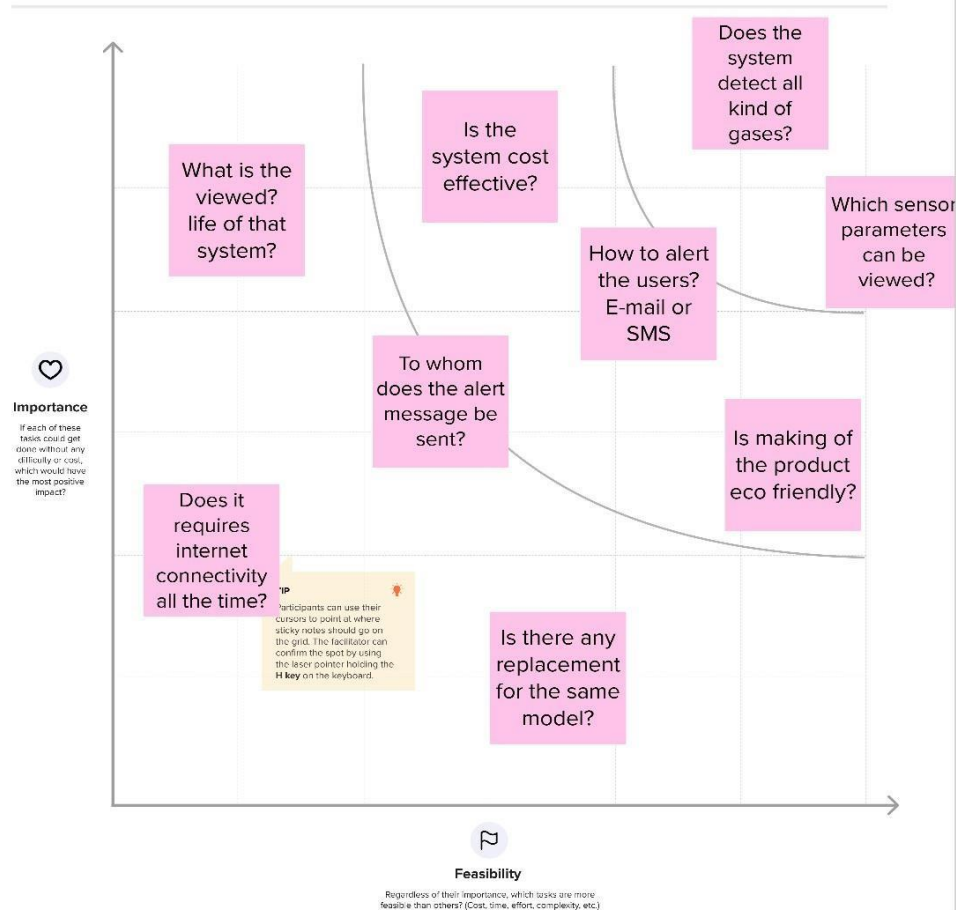 Does the
system
detect all
kind of
gases?
Is the
system cost
effective?
What is the
viewed?
life of that
system?
Which sensor
parameters
can be
viewed?
How to alert
the users?
E-mail or
SMS
To whom
does the alert
message be
sent?
Importance
If each of these
tasks could get
done without any
difficulty or cost,
which would have
the most positive
impact?
Is making of
the product
eco friendly?
Does it
requires
internet
connectivity
all the time?
TIP
Participants can use their
cursors to point at where
sticky notes should go on
the grid. The facilitator can
confirm the spot by using
the laser pointer holding the
H key on the keyboard.
Is there any
replacement
for the same
model?
Feasibility
Regardless of their importance, which tasks are more
feasible than others? (Cost, time, effort, complexity, etc.)